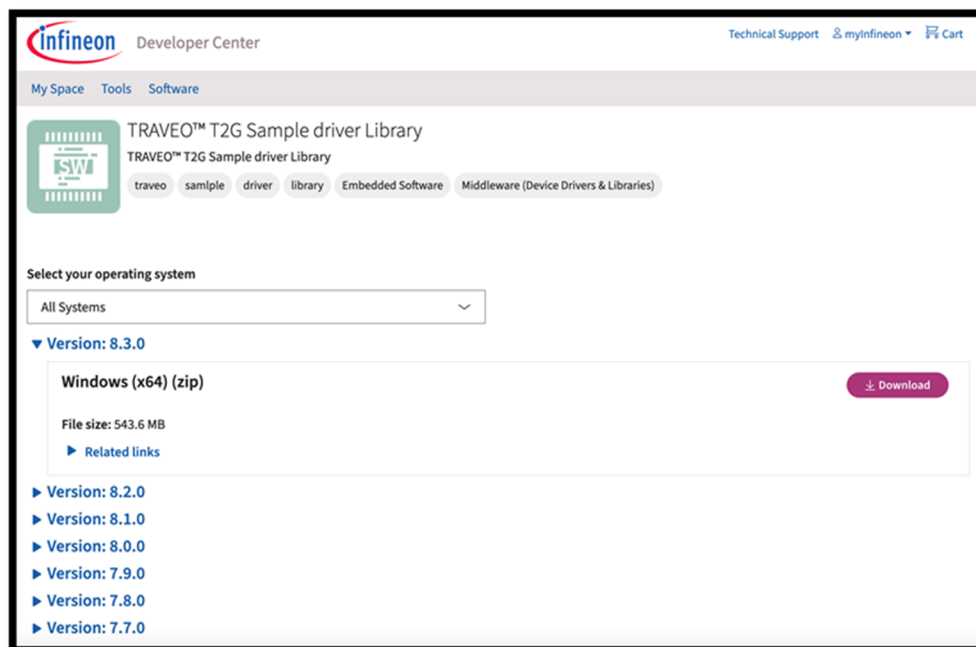 infineon Developer Center
Technical Support myInfineon Cart
My Space Tools Software
TRAVEO™ T2G Sample driver Library
TRAVEO™ T2G Sample driver Library
SW
traveo samlple driver library Embedded Software Middleware (Device Drivers & Libraries)
Select your operating system
All Systems
Version: 8.3.0
Windows (x64) (zip)
Download
File size: 543.6 MB
Related links
Version: 8.2.0
Version: 8.1.0
Version: 8.0.0
Version: 7.9.0
Version: 7.8.0
Version: 7.7.0